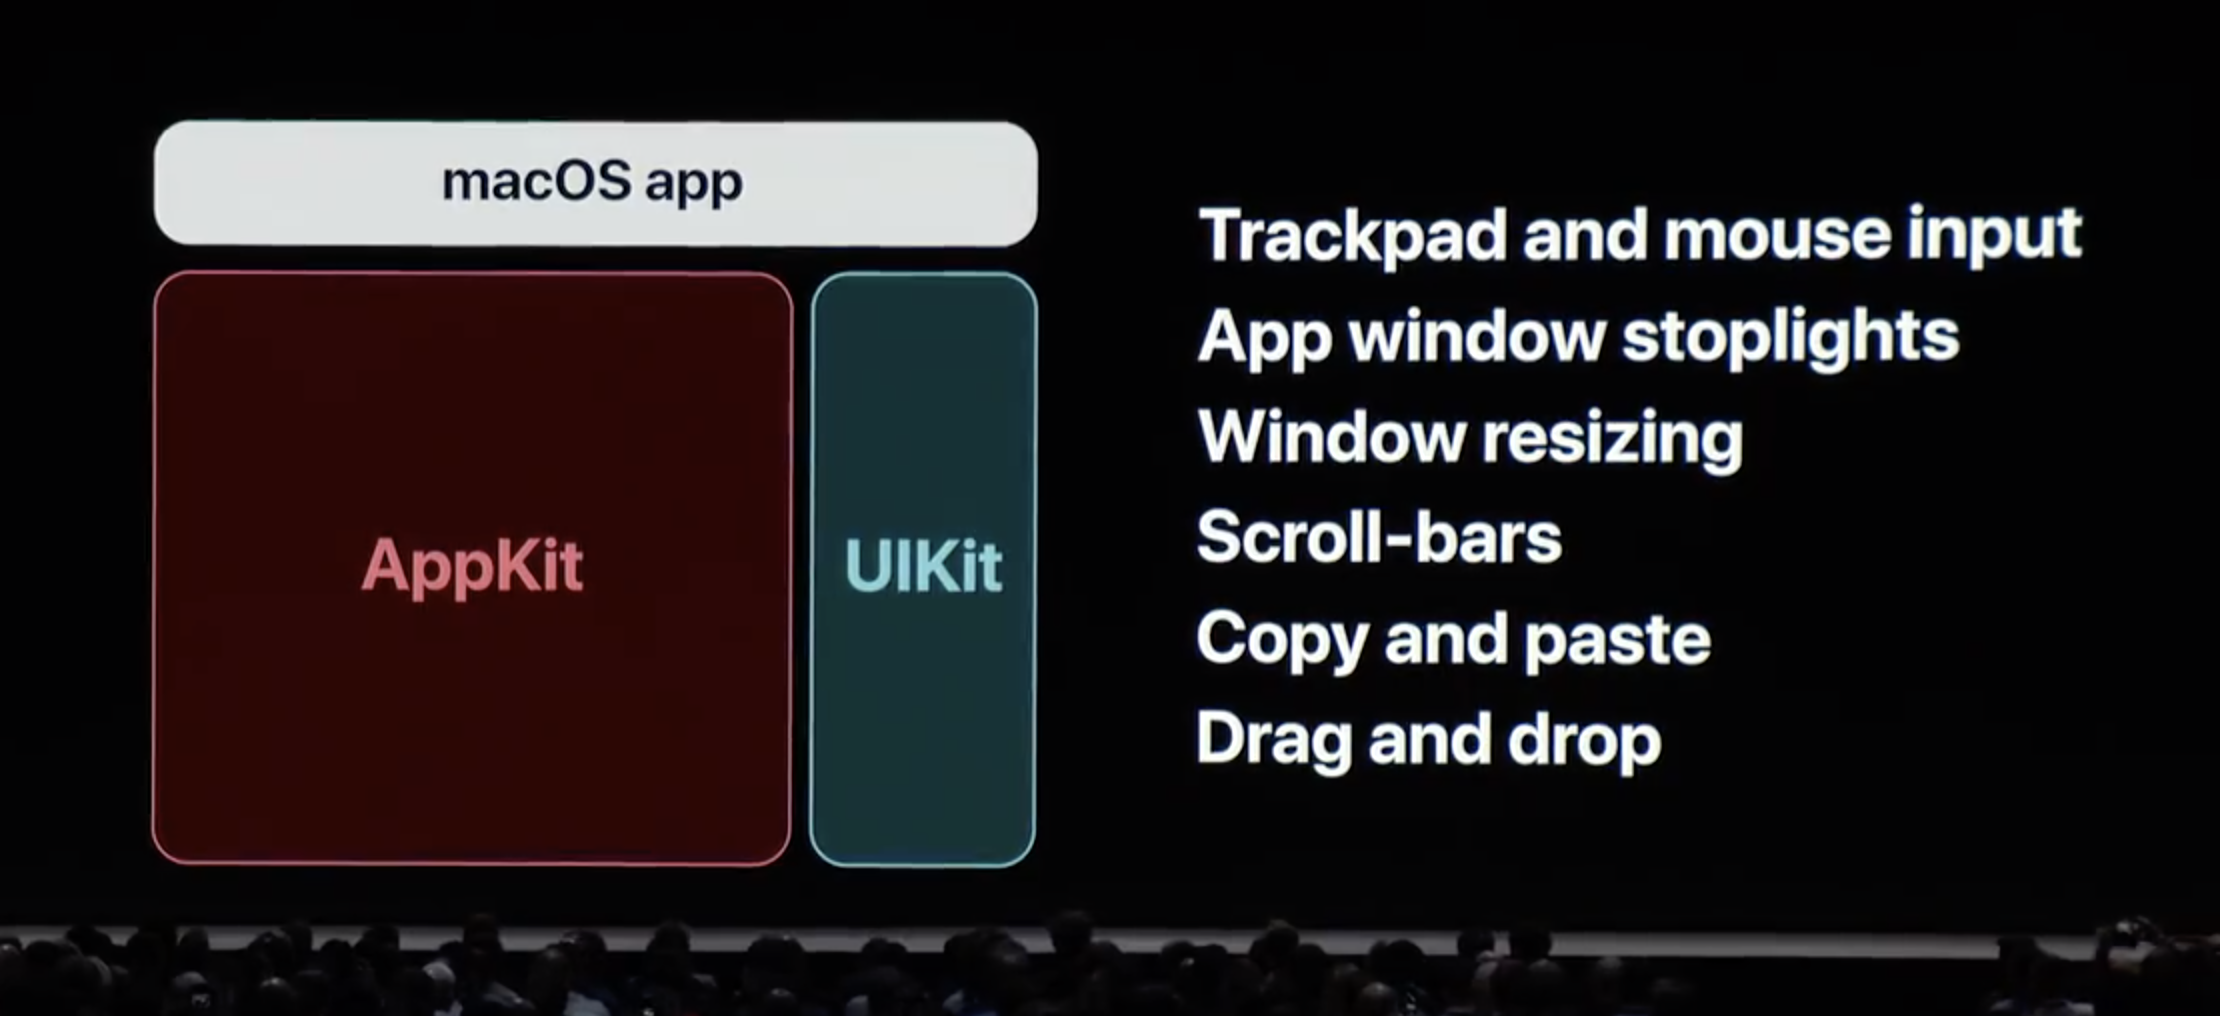 macOS app
AppKit
UIKit
Trackpad and mouse input
App window stoplights
Window resizing
Scroll-bars
Copy and paste
Drag and drop